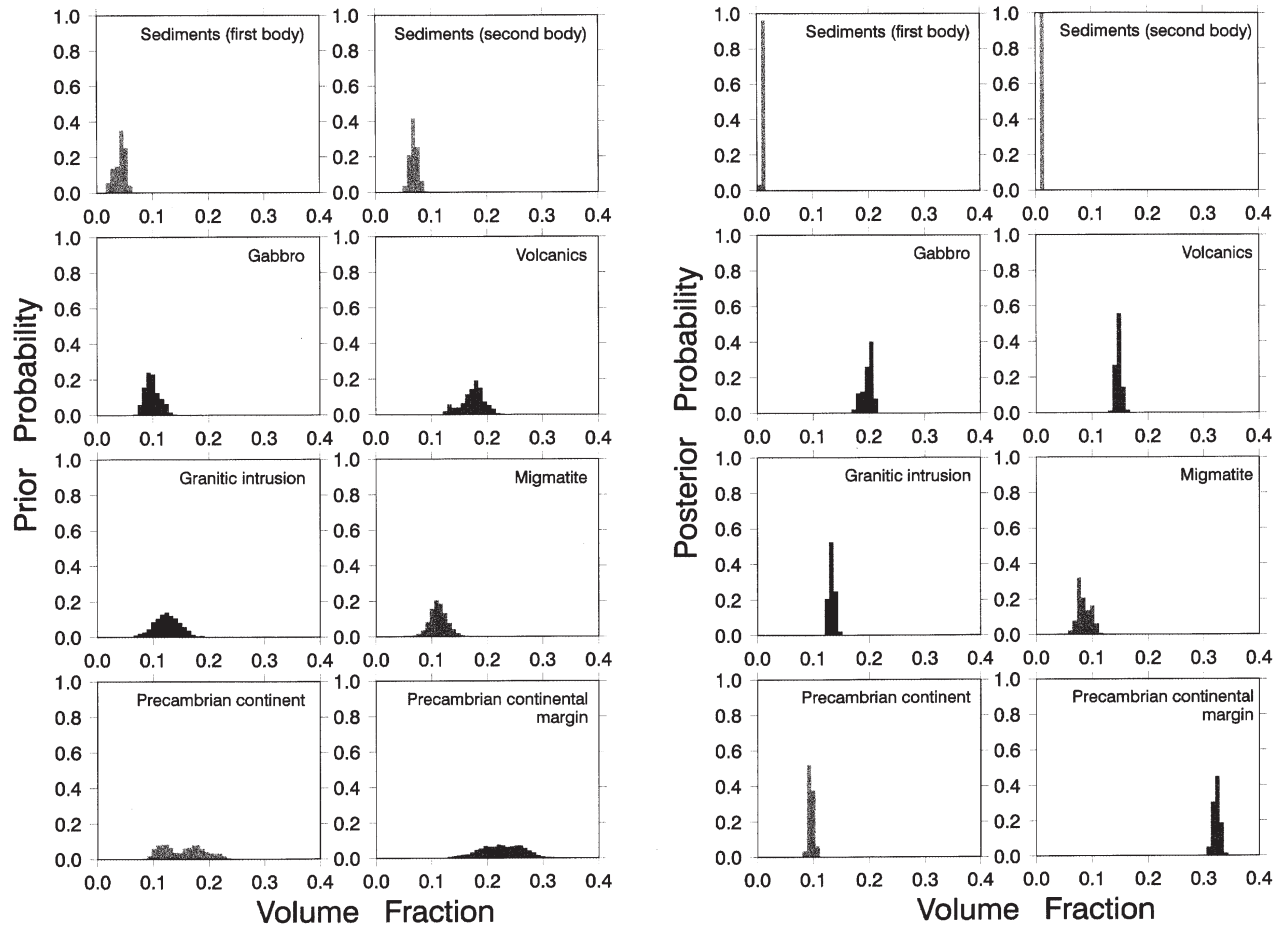 Prior Probability
1.0 0.8 0.6 0.4 0.2 0.0
Sediments (first body)
0.0 0.1 0.2 0.3 0.4
1.0 0.8 0.6 0.4 0.2 0.0
Sediments (second body)
0.0 0.1 0.2 0.3 0.4
1.0 0.8 0.6 0.4 0.2 0.0
Gabbro
0.0 0.1 0.2 0.3 0.4
1.0 0.8 0.6 0.4 0.2 0.0
Volcanics
0.0 0.1 0.2 0.3 0.4
1.0 0.8 0.6 0.4 0.2 0.0
Granitic intrusion
0.0 0.1 0.2 0.3 0.4
1.0 0.8 0.6 0.4 0.2 0.0
Migmatite
0.0 0.1 0.2 0.3 0.4
1.0 0.8 0.6 0.4 0.2 0.0
Precambrian continent
0.0 0.1 0.2 0.3 0.4
1.0 0.8 0.6 0.4 0.2 0.0
Precambrian continental
margin
0.0 0.1 0.2 0.3 0.4
Volume Fraction
Posterior Probability
1.0 0.8 0.6 0.4 0.2 0.0
Sediments (first body)
0.0 0.1 0.2 0.3 0.4
1.0 0.8 0.6 0.4 0.2 0.0
Sediments (second body)
0.0 0.1 0.2 0.3 0.4
1.0 0.8 0.6 0.4 0.2 0.0
Gabbro
0.0 0.1 0.2 0.3 0.4
1.0 0.8 0.6 0.4 0.2 0.0
Volcanics
0.0 0.1 0.2 0.3 0.4
1.0 0.8 0.6 0.4 0.2 0.0
Granitic intrusion
0.0 0.1 0.2 0.3 0.4
1.0 0.8 0.6 0.4 0.2 0.0
Migmatite
0.0 0.1 0.2 0.3 0.4
1.0 0.8 0.6 0.4 0.2 0.0
Precambrian continent
0.0 0.1 0.2 0.3 0.4
1.0 0.8 0.6 0.4 0.2 0.0
Precambrian continental
margin
0.0 0.1 0.2 0.3 0.4
Volume Fraction